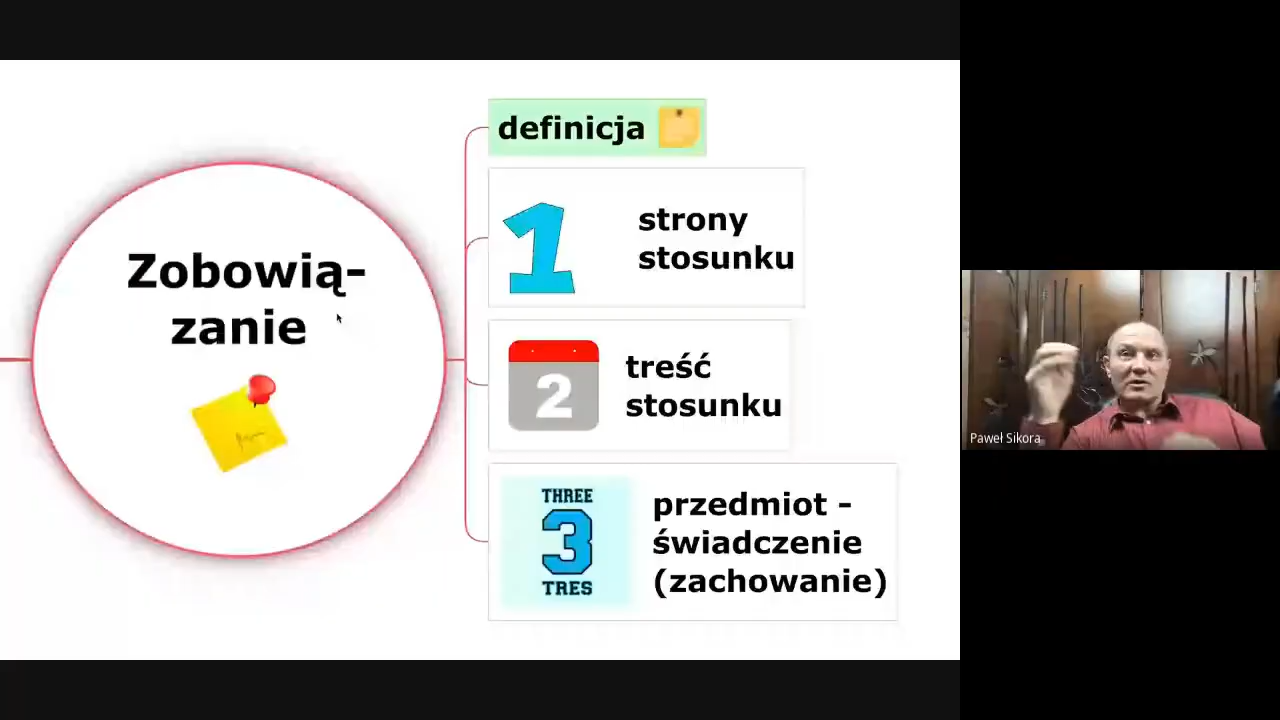 definicja
Zobowią-
zanie
1
strony
stosunku
2
treść
stosunku
THREE
3
TRES
przedmiot -
świadczenie
(zachowanie)
Paweł Sikora